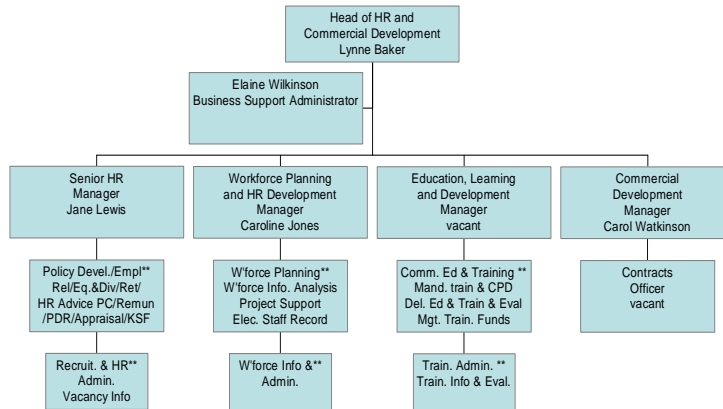 Head of HR and
Commercial Development
Lynne Baker
Elaine Wilkinson
Business Support Administrator
Senior HR
Manager
Jane Lewis
Workforce Planning
and HR Development
Manager
Caroline Jones
Education, Learning
and Development
Manager
vacant
Commercial
Development
Manager
Carol Watkinson
Policy Devel./Empl**
Rel/Eq.&Div/Ret/
HR Advice PC/Remun
/PDR/Appraisal/KSF
W'force Planning**
W'force Info. Analysis
Project Support
Elec. Staff Record
Comm. Ed & Training **
Mand. train & CPD
Del. Ed & Train & Eval
Mgt. Train. Funds
Contracts
Officer
vacant
Recruit. & HR**
Admin.
Vacancy Info
W'force Info &**
Admin.
Train. Admin. **
Train. Info & Eval.